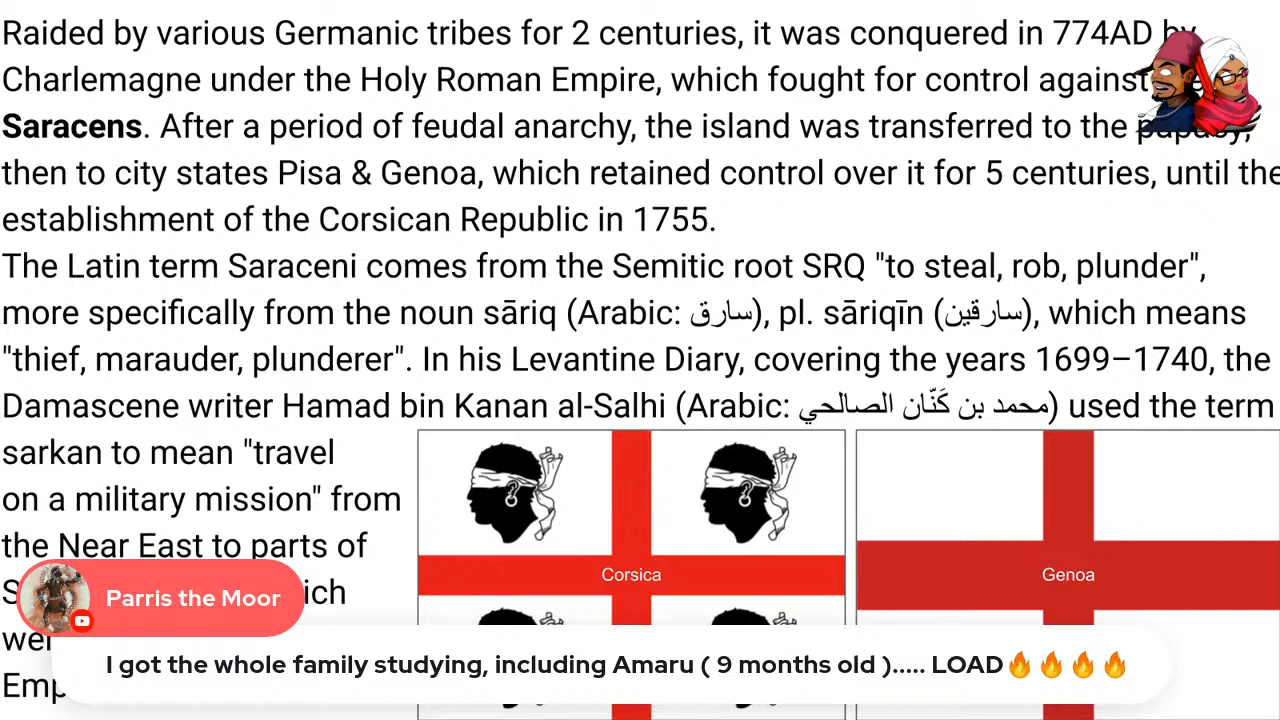 Raided by various Germanic tribes for 2 centuries, it was conquered in 774AD by
Charlemagne under the Holy Roman Empire, which fought for control against
Saracens. After a period of feudal anarchy, the island was transferred to the papacy,
then to city states Pisa & Genoa, which retained control over it for 5 centuries, until the
establishment of the Corsican Republic in 1755.
The Latin term Saraceni comes from the Semitic root SRQ "to steal, rob, plunder",
more specifically from the noun sāriq (Arabic: سارق), pl. sāriqīn (سارقين), which means
"thief, marauder, plunderer". In his Levantine Diary, covering the years 1699–1740, the
Damascene writer Hamad bin Kanan al-Salhi (Arabic: محمد بن كَنّان الصالحي) used the term
sarkan to mean "travel
on a military mission" from
the Near East to parts of
Corsica
Genoa
Parris the Moor
I got the whole family studying, including Amaru ( 9 months old )..... LOAD🔥🔥🔥🔥